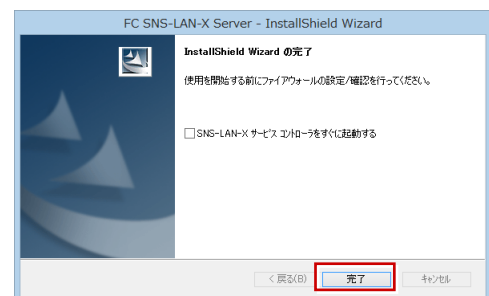 FC SNS-LAN-X Server - InstallShield Wizard
InstallShield Wizard の完了
使用を開始する前にファイアウォールの設定/確認を行ってください。
SNS-LAN-X サービス コントローラをすぐに起動する
< 戻る(B)
完了
キャンセル